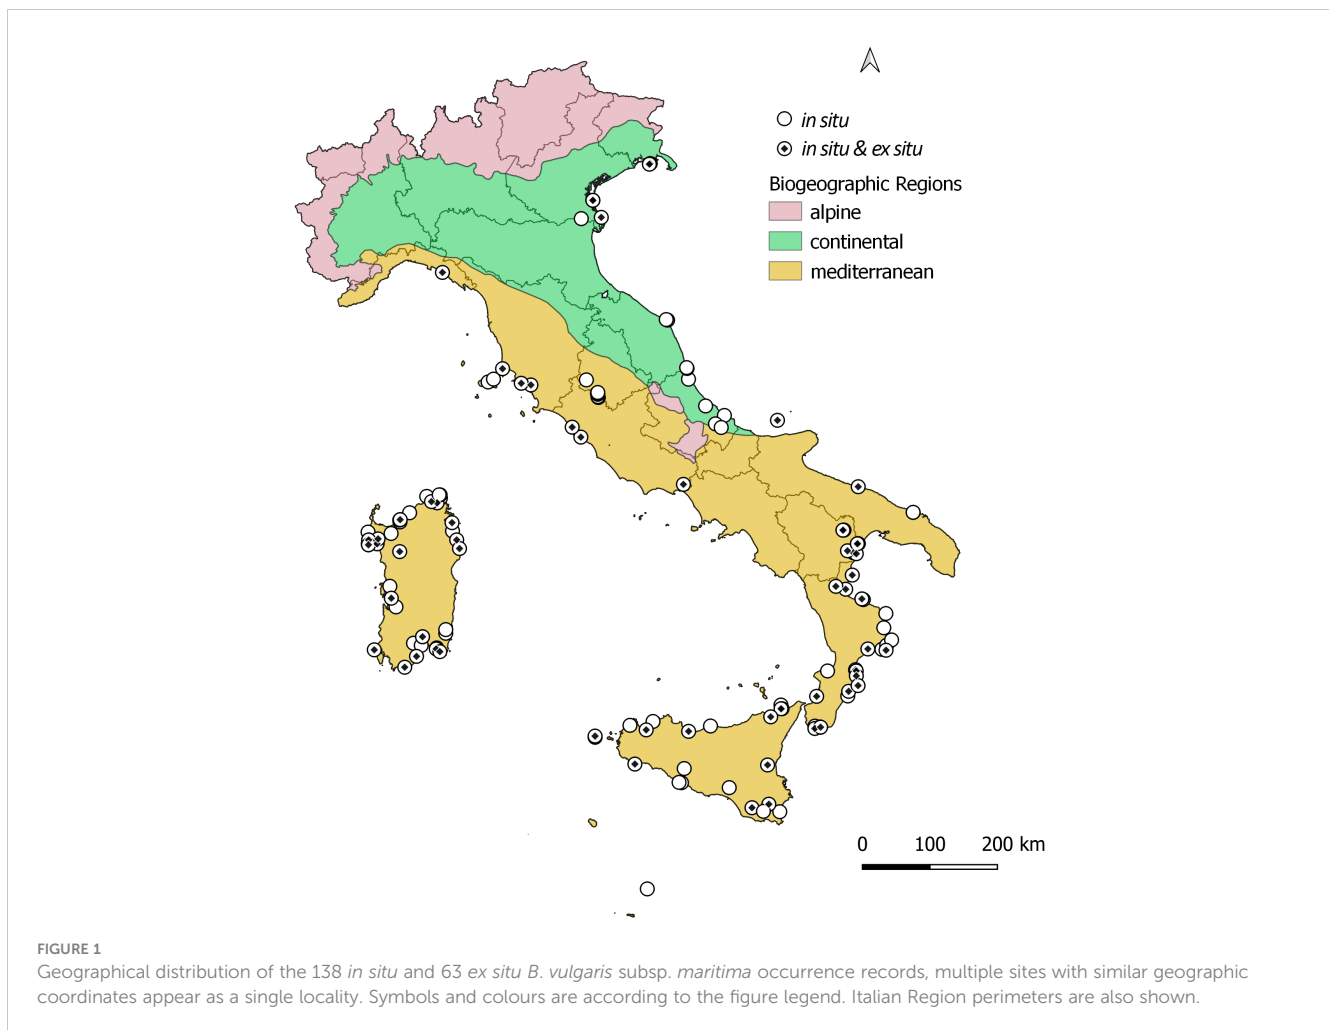 in situ
in situ & ex situ
Biogeographic Regions
alpine
continental
mediterranean
0 100 200 km
FIGURE 1
Geographical distribution of the 138 in situ and 63 ex situ B. vulgaris subsp. maritima occurrence records, multiple sites with similar geographic
coordinates appear as a single locality. Symbols and colours are according to the figure legend. Italian Region perimeters are also shown.